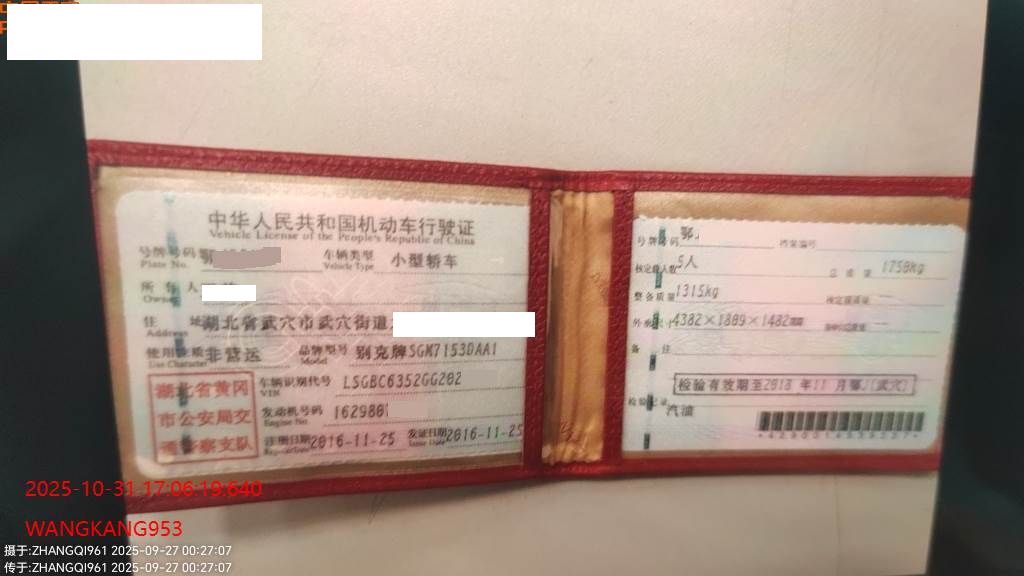 中华人民共和国机动车行驶证
Vehicle License of the People's Republic of China
号牌号码 鄂
Plate No.
车辆类型 小型轿车
Vehicle Type
所有人
Owner
住址 湖北省武穴市武穴街道
Address
使用性质 非营运
Use Character
品牌型号 别克牌SGM7153DAA1
Model
车辆识别代号 LSGBC6352GG202
VIN
发动机号码 162980
Engine No.
注册日期 2016-11-25
发证日期 2016-11-25
Issue Date
湖北省黄冈
市公安局交
通警察支队
号牌号码 鄂J
档案编号
核定载人数 5人
总质量 1758kg
整备质量 1315kg
核定载质量 —
外廓尺寸 4382×1809×1482mm
备注
检验有效期至2018年11月鄂J(武穴)
检验记录
汽油
2025-10-31 17:06:19.640
WANGKANG953
摄于:ZHANGQI961 2025-09-27 00:27:07
传于:ZHANGQI961 2025-09-27 00:27:07